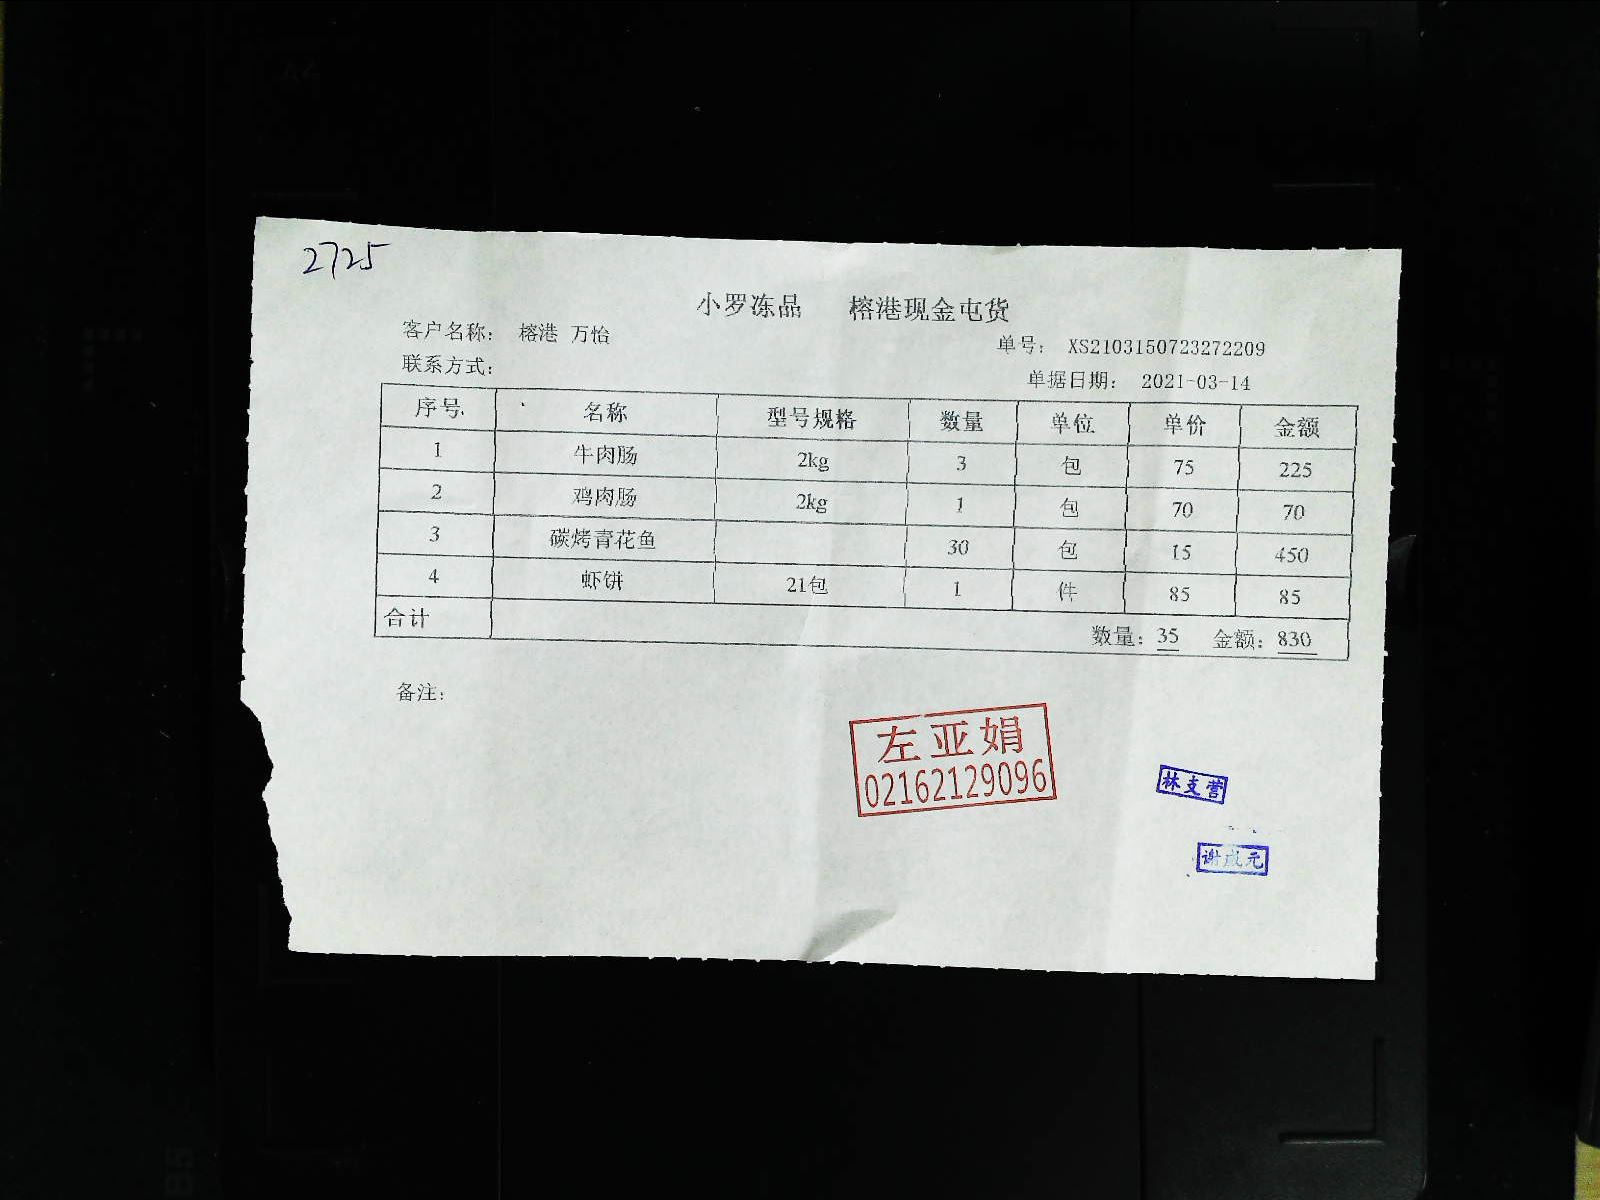 2725
小罗冻品 榕港现金屯货
客户名称： 榕港 万怡
单号： XS2103150723272209
联系方式：
单据日期： 2021-03-14
序号 名称 型号规格 数量 单位 单价 金额
1 牛肉肠 2kg 3 包 75 225
2 鸡肉肠 2kg 1 包 70 70
3 碳烤青花鱼 30 包 15 450
4 虾饼 21包 1 件 85 85
合计 数量：35 金额：830
备注：
左亚娟
02162129096
林支营
谢成元